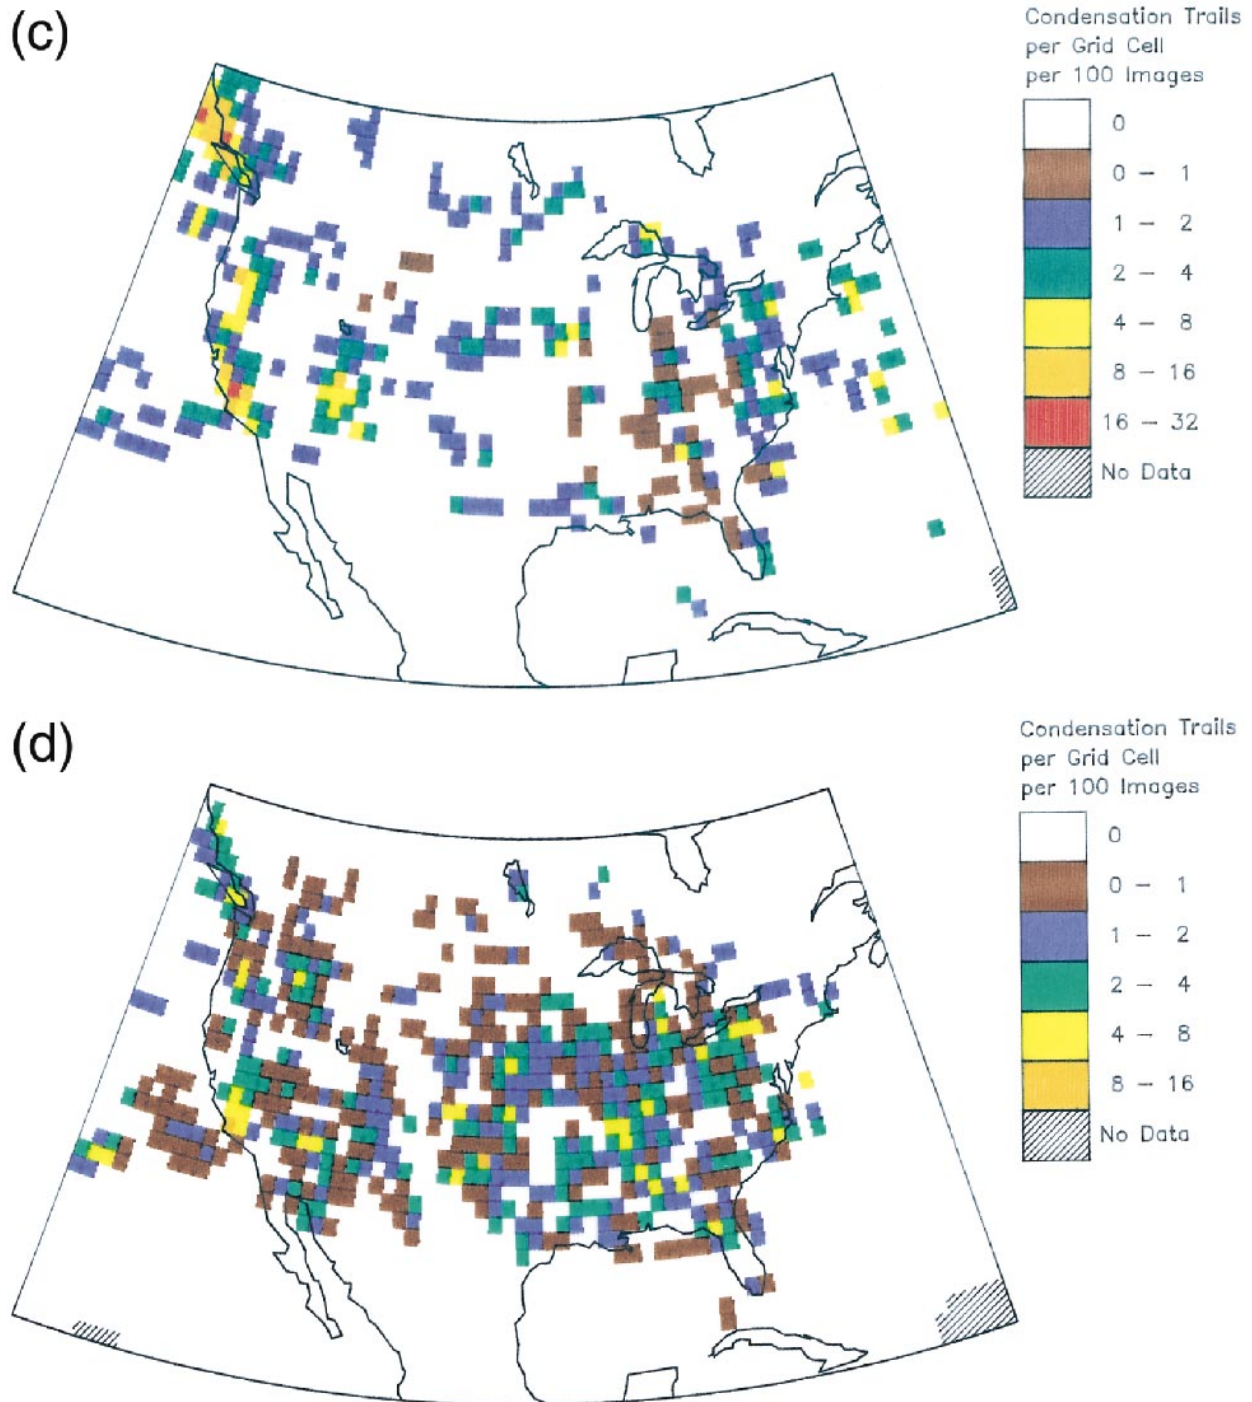 (c)
Condensation Trails
per Grid Cell
per 100 Images
0
0 – 1
1 – 2
2 – 4
4 – 8
8 – 16
16 – 32
No Data
(d)
Condensation Trails
per Grid Cell
per 100 Images
0
0 – 1
1 – 2
2 – 4
4 – 8
8 – 16
No Data